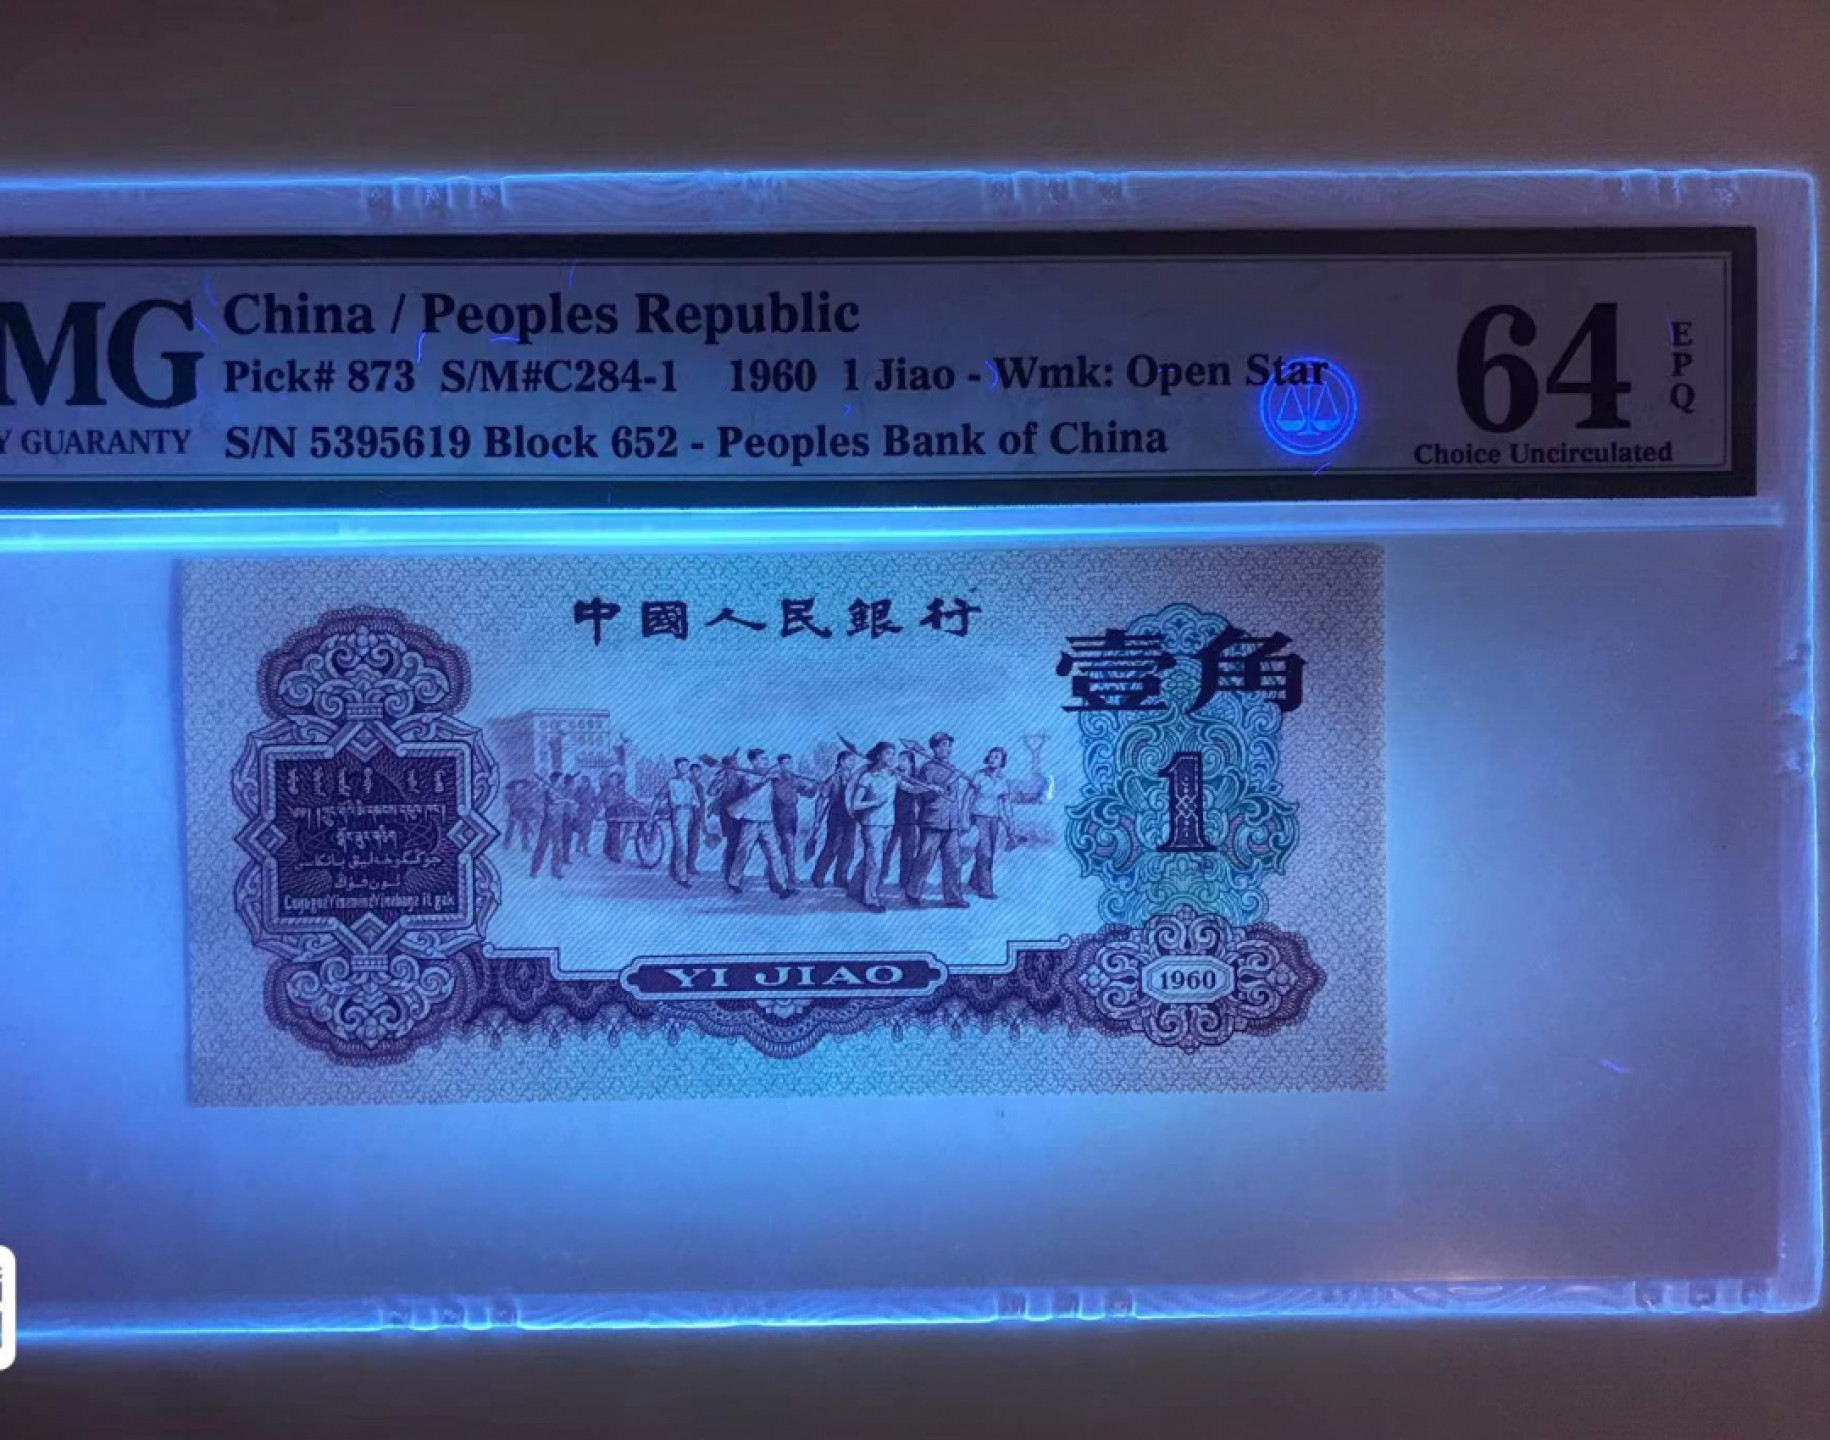 MG
Y GUARANTY
China / Peoples Republic
Pick# 873 S/M#C284-1 1960 1 Jiao - Wmk: Open Star
S/N 5395619 Block 652 - Peoples Bank of China
64
EPQ
Choice Uncirculated
中國人民銀行
壹角
1
YI JIAO
1960